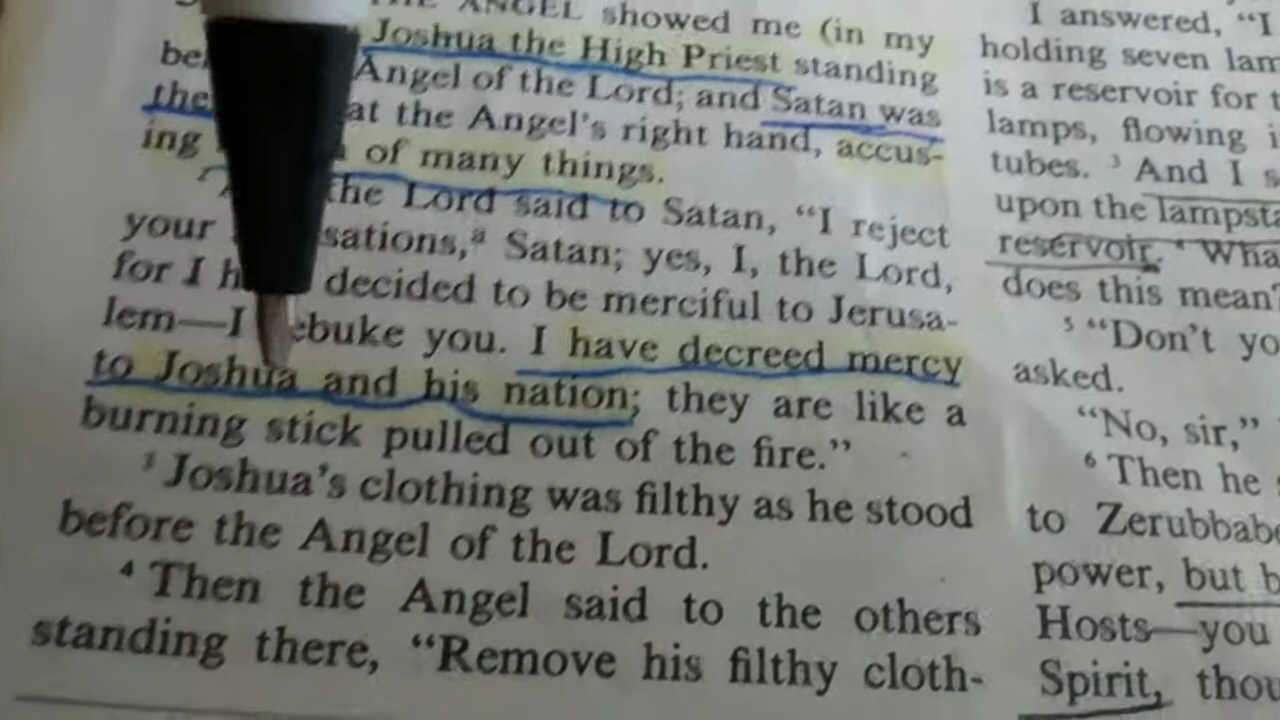 ANGEL showed me (in my
Joshua the High Priest standing
Angel of the Lord; and Satan was
the at the Angel's right hand, accus-
ing of many things.
the Lord said to Satan, "I reject
your sations,ª Satan; yes, I, the Lord,
for I h decided to be merciful to Jerusa-
lem—I ebuke you. I have decreed mercy
to Joshua and his nation; they are like a
burning stick pulled out of the fire."
³ Joshua's clothing was filthy as he stood
before the Angel of the Lord.
⁴ Then the Angel said to the others
standing there, "Remove his filthy cloth-
I answered, "I
holding seven lam
is a reservoir for t
lamps, flowing i
tubes. ³ And I s
upon the lampsta
reservoir. ⁴ "Wha
does this mean?
⁵ "Don't yo
asked.
"No, sir,"
⁶ Then he
to Zerubbab
power, but b
Hosts—you
Spirit, thou